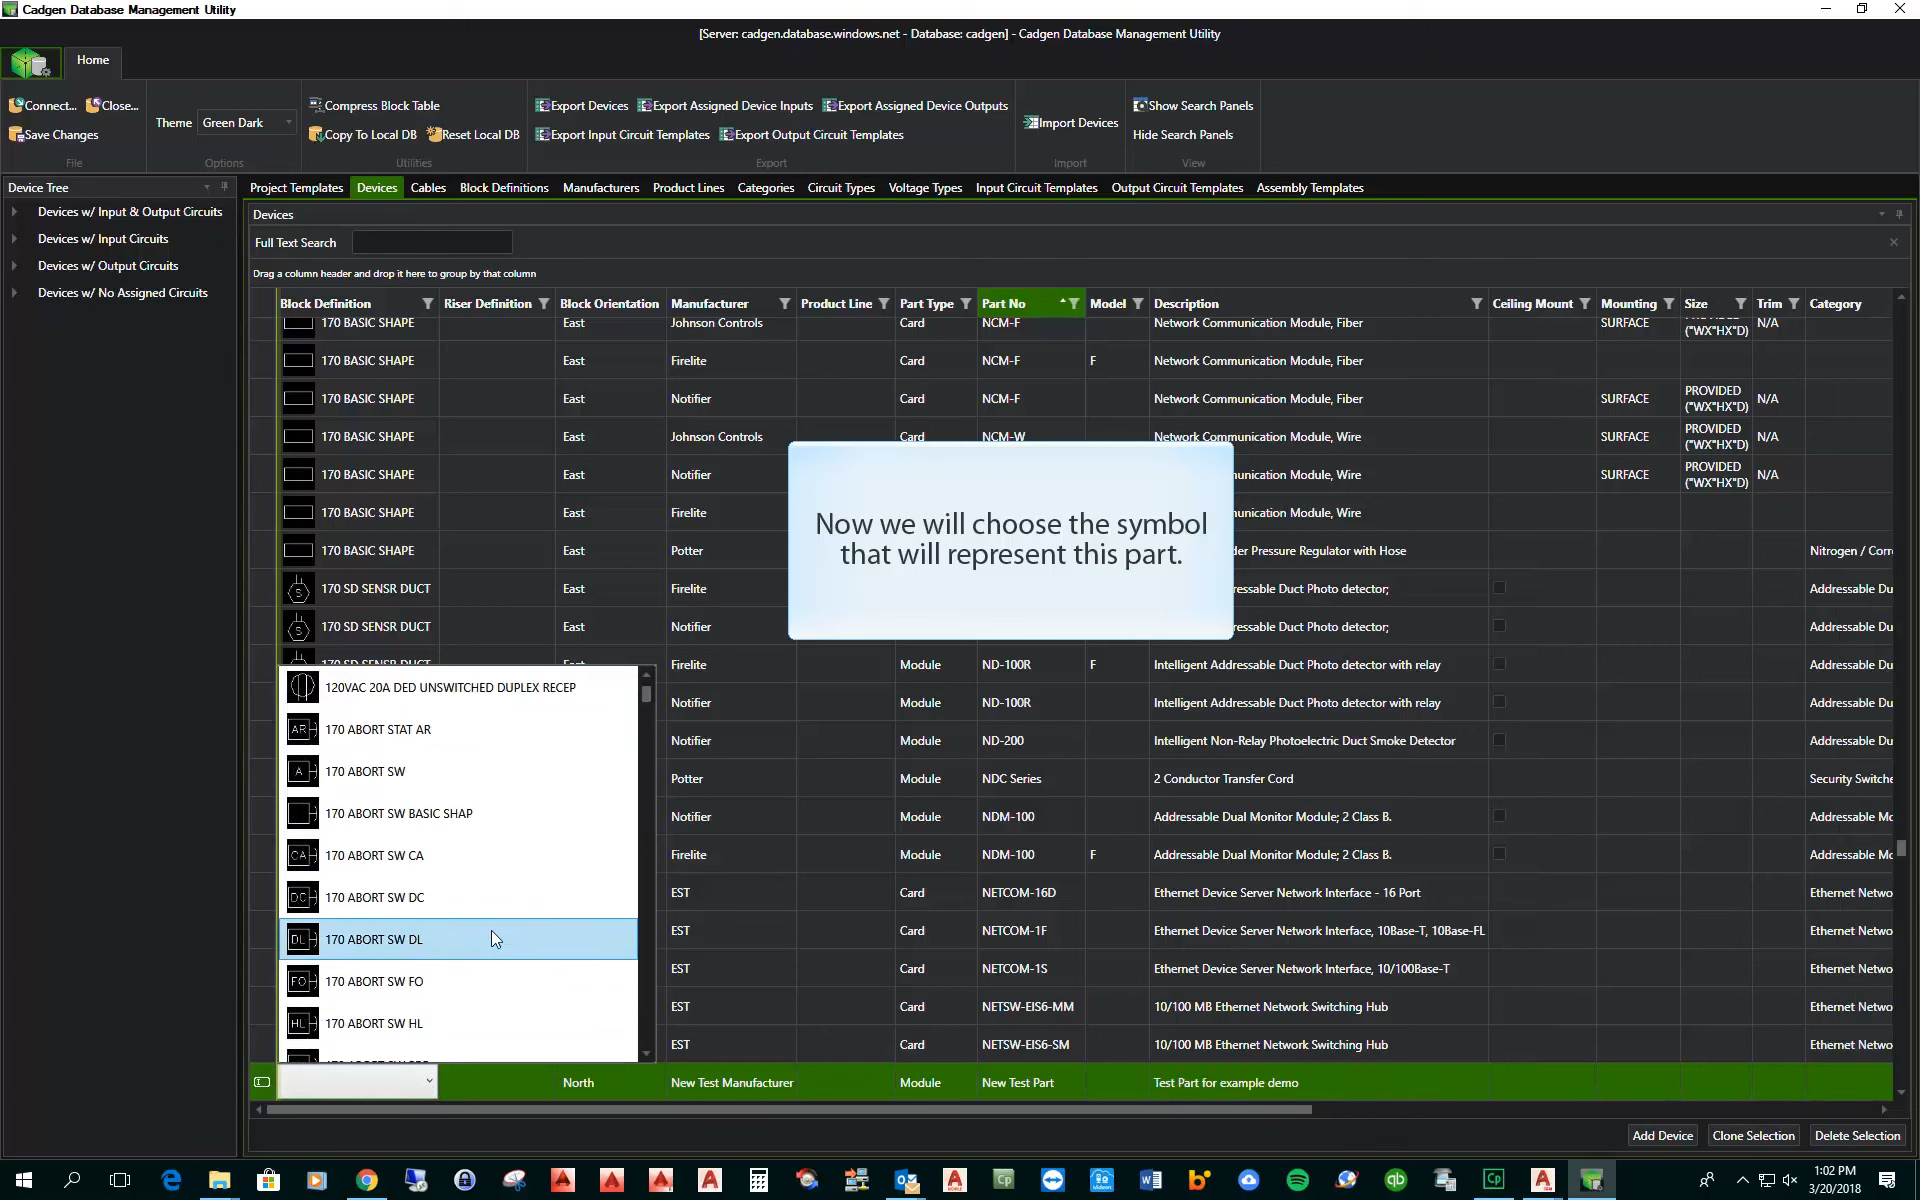 Cadgen Database Management Utility
[Server: cadgen.database.windows.net - Database: cadgen] - Cadgen Database Management Utility
Home
Connect... Close...
Save Changes
File
Theme Green Dark
Options
Compress Block Table
Copy To Local DB Reset Local DB
Utilities
Export Devices Export Assigned Device Inputs Export Assigned Device Outputs
Export Input Circuit Templates Export Output Circuit Templates
Export
Import Devices
Import
Show Search Panels
Hide Search Panels
View
Device Tree
Devices w/ Input & Output Circuits
Devices w/ Input Circuits
Devices w/ Output Circuits
Devices w/ No Assigned Circuits
Project Templates Devices Cables Block Definitions Manufacturers Product Lines Categories Circuit Types Voltage Types Input Circuit Templates Output Circuit Templates Assembly Templates
Devices
Full Text Search
Drag a column header and drop it here to group by that column
Block Definition Riser Definition Block Orientation Manufacturer Product Line Part Type Part No Model Description Ceiling Mount Mounting Size Trim Category
170 BASIC SHAPE East Johnson Controls Card NCM-F Network Communication Module, Fiber SURFACE ("WX"HX"D) N/A
170 BASIC SHAPE East Firelite Card NCM-F F Network Communication Module, Fiber
170 BASIC SHAPE East Notifier Card NCM-F Network Communication Module, Fiber SURFACE PROVIDED ("WX"HX"D) N/A
170 BASIC SHAPE East Johnson Controls Card NCM-W Network Communication Module, Wire SURFACE PROVIDED ("WX"HX"D) N/A
170 BASIC SHAPE East Notifier unication Module, Wire SURFACE PROVIDED ("WX"HX"D) N/A
170 BASIC SHAPE East Firelite unication Module, Wire
170 BASIC SHAPE East Potter der Pressure Regulator with Hose Nitrogen / Corr
170 SD SENSR DUCT East Firelite ressable Duct Photo detector; Addressable Du
170 SD SENSR DUCT East Notifier ressable Duct Photo detector; Addressable Du
170 SD SENSR DUCT East Firelite Module ND-100R F Intelligent Addressable Duct Photo detector with relay Addressable Du
Notifier Module ND-100R Intelligent Addressable Duct Photo detector with relay Addressable Du
Notifier Module ND-200 Intelligent Non-Relay Photoelectric Duct Smoke Detector Addressable Du
Potter Module NDC Series 2 Conductor Transfer Cord Security Switche
Notifier Module NDM-100 Addressable Dual Monitor Module; 2 Class B. Addressable Mo
Firelite Module NDM-100 F Addressable Dual Monitor Module; 2 Class B. Addressable Mo
EST Card NETCOM-16D Ethernet Device Server Network Interface - 16 Port Ethernet Netwo
EST Card NETCOM-1F Ethernet Device Server Network Interface, 10Base-T, 10Base-FL Ethernet Netwo
EST Card NETCOM-1S Ethernet Device Server Network Interface, 10/100Base-T Ethernet Netwo
EST Card NETSW-EIS6-MM 10/100 MB Ethernet Network Switching Hub Ethernet Netwo
EST Card NETSW-EIS6-SM 10/100 MB Ethernet Network Switching Hub Ethernet Netwo
North New Test Manufacturer Module New Test Part Test Part for example demo
Now we will choose the symbol
that will represent this part.
120VAC 20A DED UNSWITCHED DUPLEX RECEP
AR 170 ABORT STAT AR
A 170 ABORT SW
170 ABORT SW BASIC SHAP
CA 170 ABORT SW CA
DC 170 ABORT SW DC
DL 170 ABORT SW DL
FO 170 ABORT SW FO
HL 170 ABORT SW HL
Add Device Clone Selection Delete Selection
1:02 PM
3/20/2018